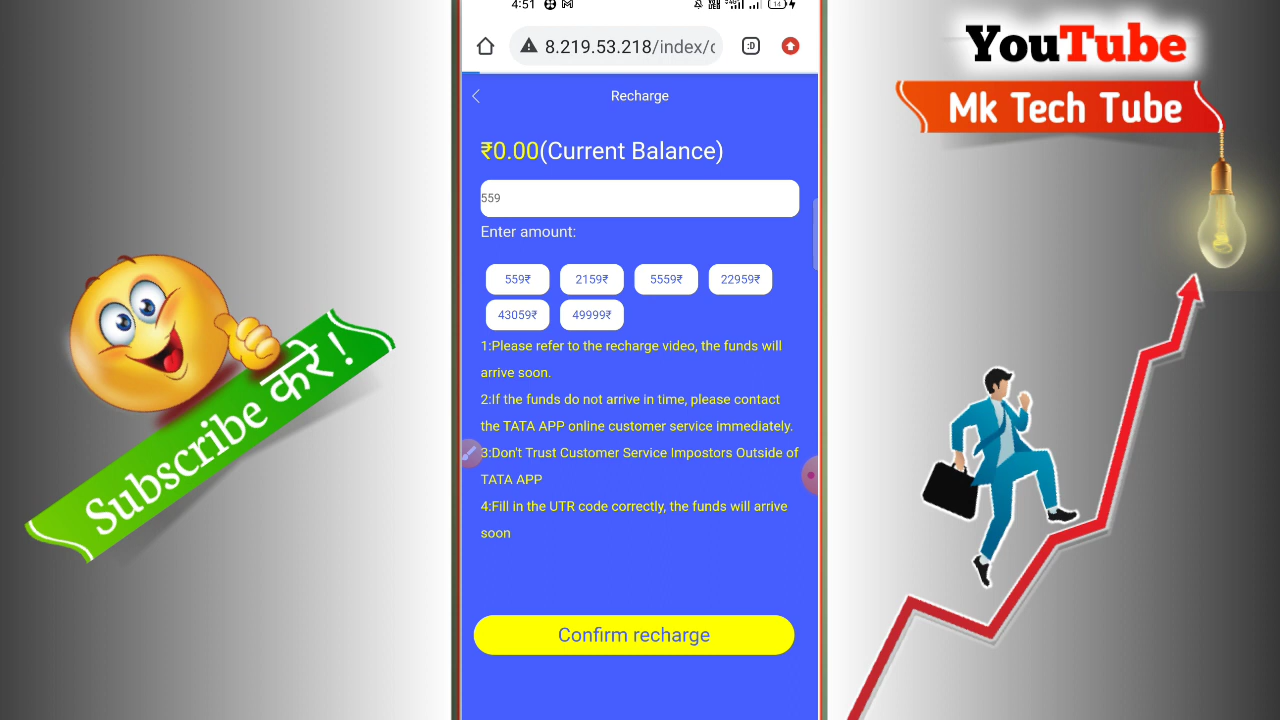 4:51
8.219.53.218/index/
:D
14
Recharge
₹0.00(Current Balance)
559
Enter amount:
559₹ 2159₹ 5559₹ 22959₹
43059₹ 49999₹
1:Please refer to the recharge video, the funds will
arrive soon.
2:If the funds do not arrive in time, please contact
the TATA APP online customer service immediately.
3:Don't Trust Customer Service Impostors Outside of
TATA APP
4:Fill in the UTR code correctly, the funds will arrive
soon
Confirm recharge
Subscribe करे !
YouTube
Mk Tech Tube